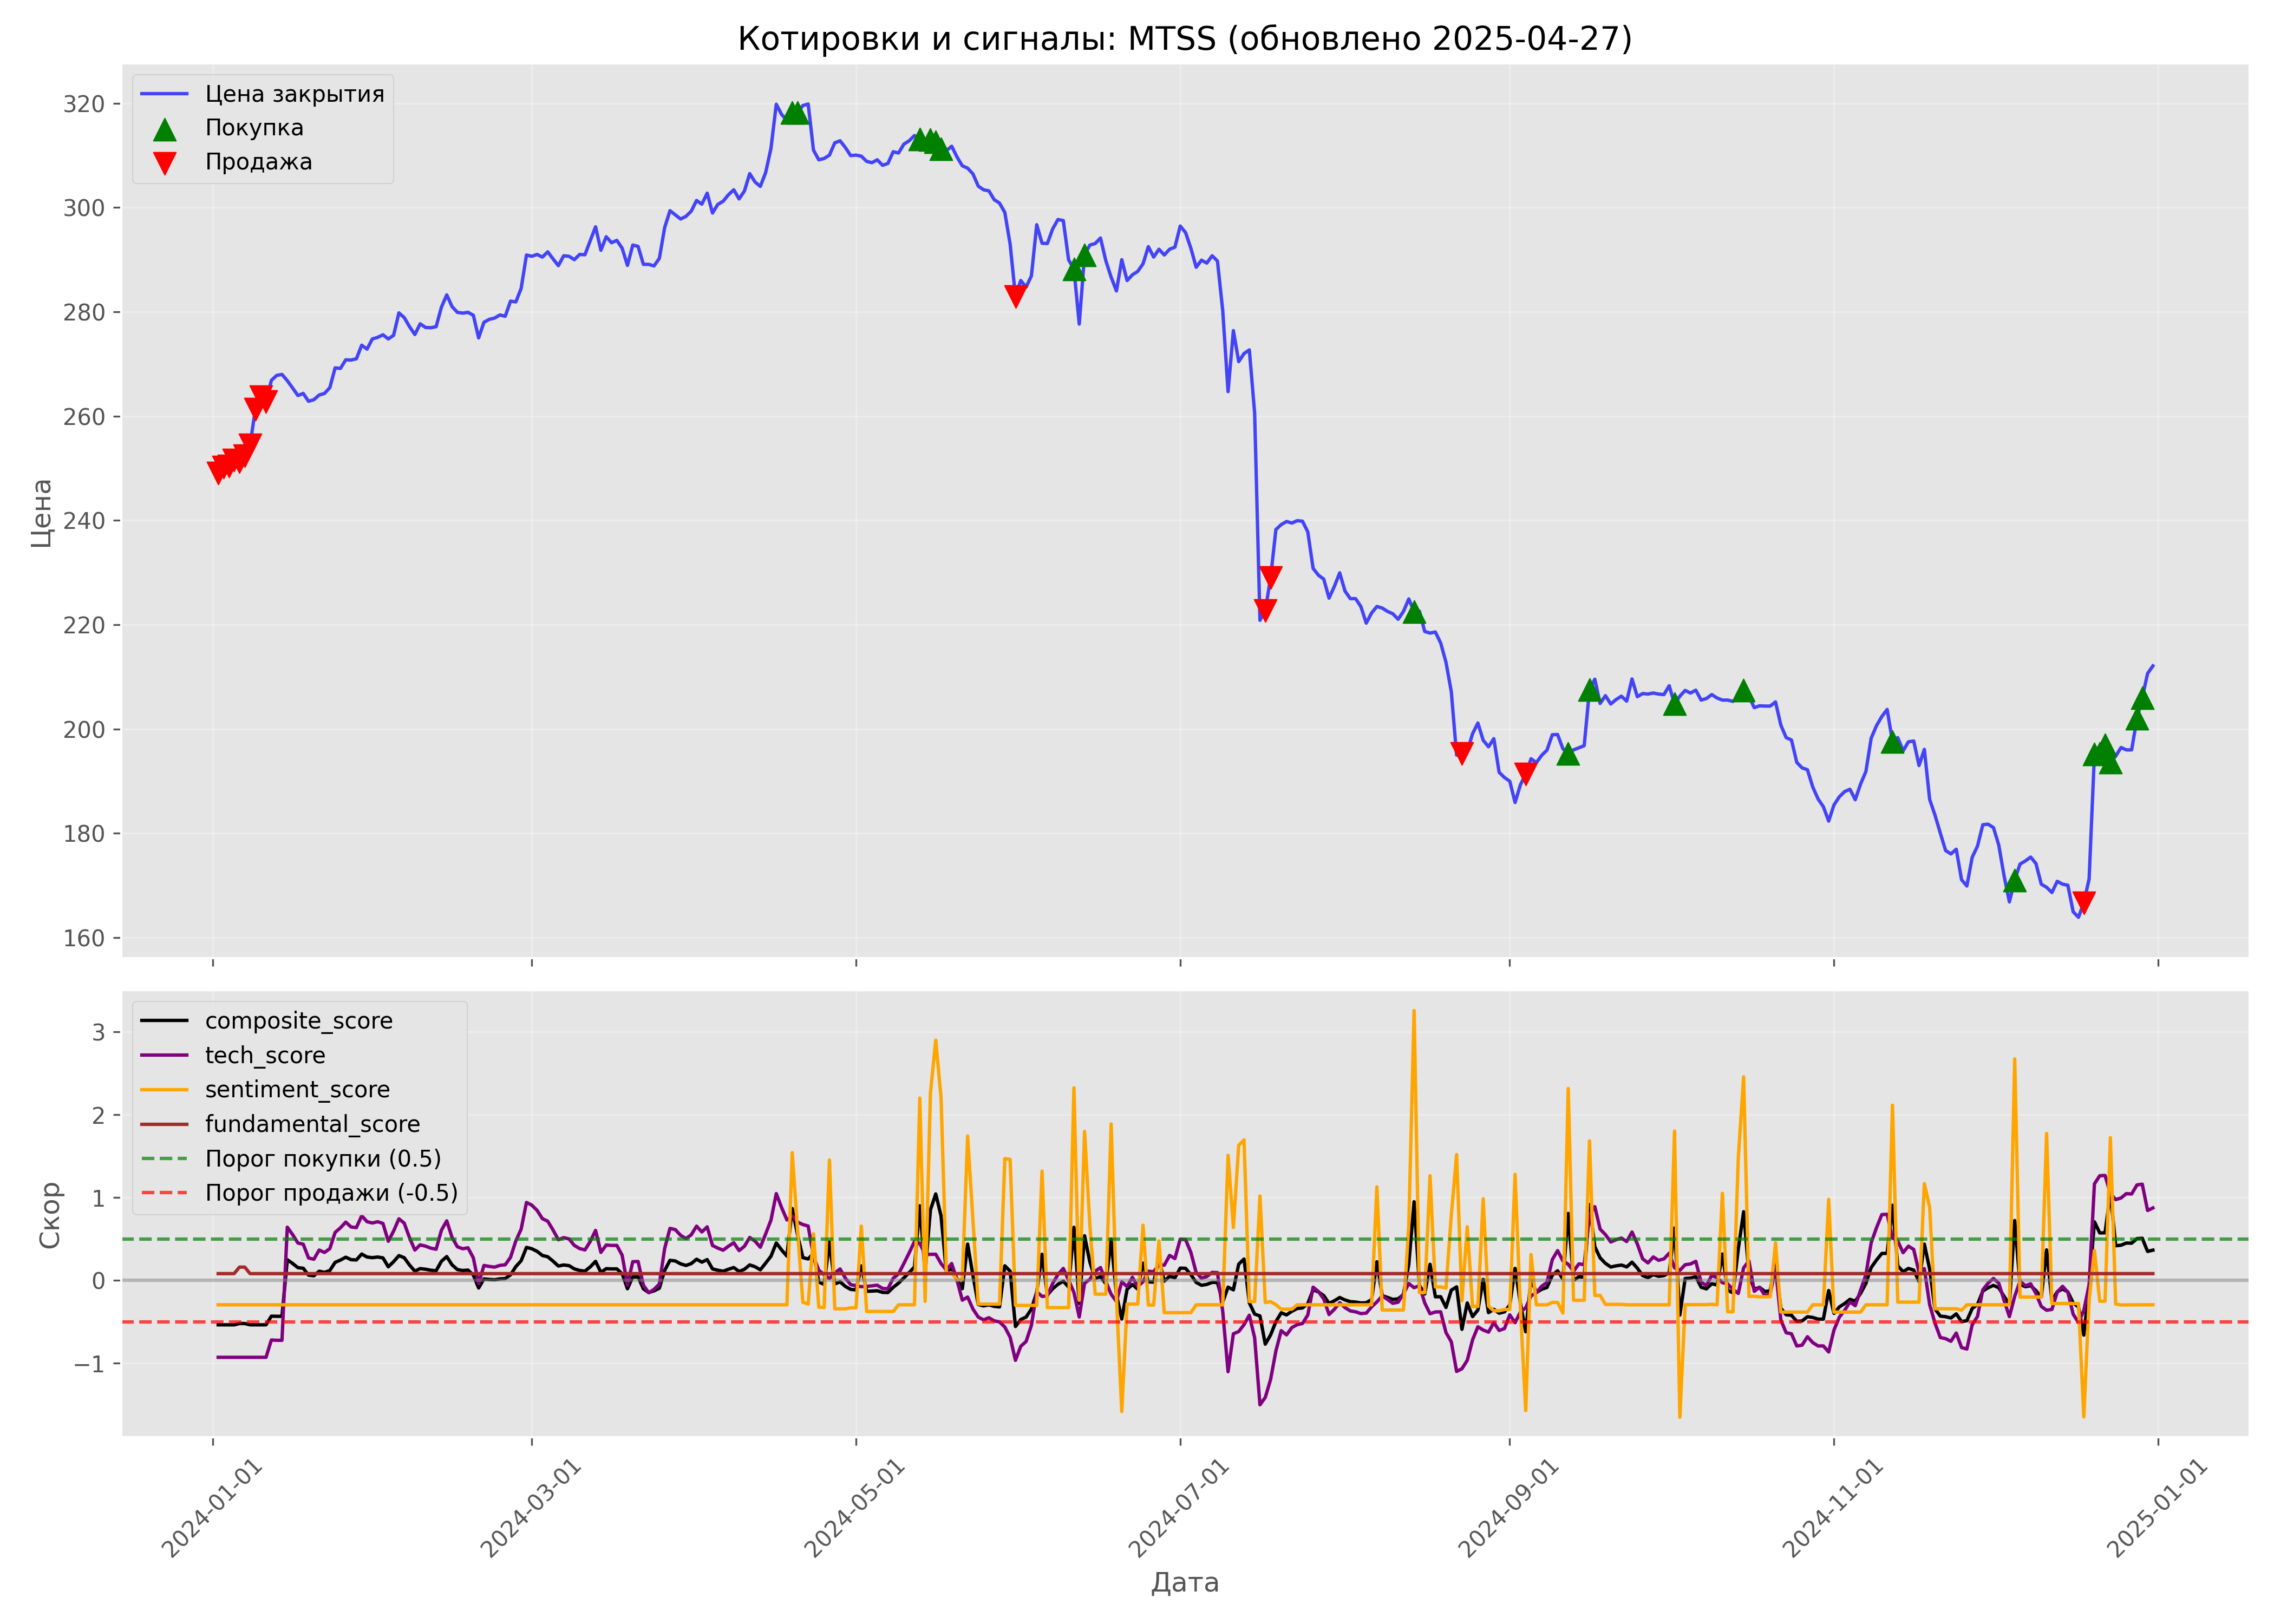 Котировки и сигналы: MTSS (обновлено 2025-04-27)
Цена закрытия
Покупка
Продажа
320
300
280
260
240
220
200
180
160
Цена
composite_score
tech_score
sentiment_score
fundamental_score
Порог покупки (0.5)
Порог продажи (-0.5)
3
2
1
0
−1
Скор
2024-01-01
2024-03-01
2024-05-01
2024-07-01
2024-09-01
2024-11-01
2025-01-01
Дата